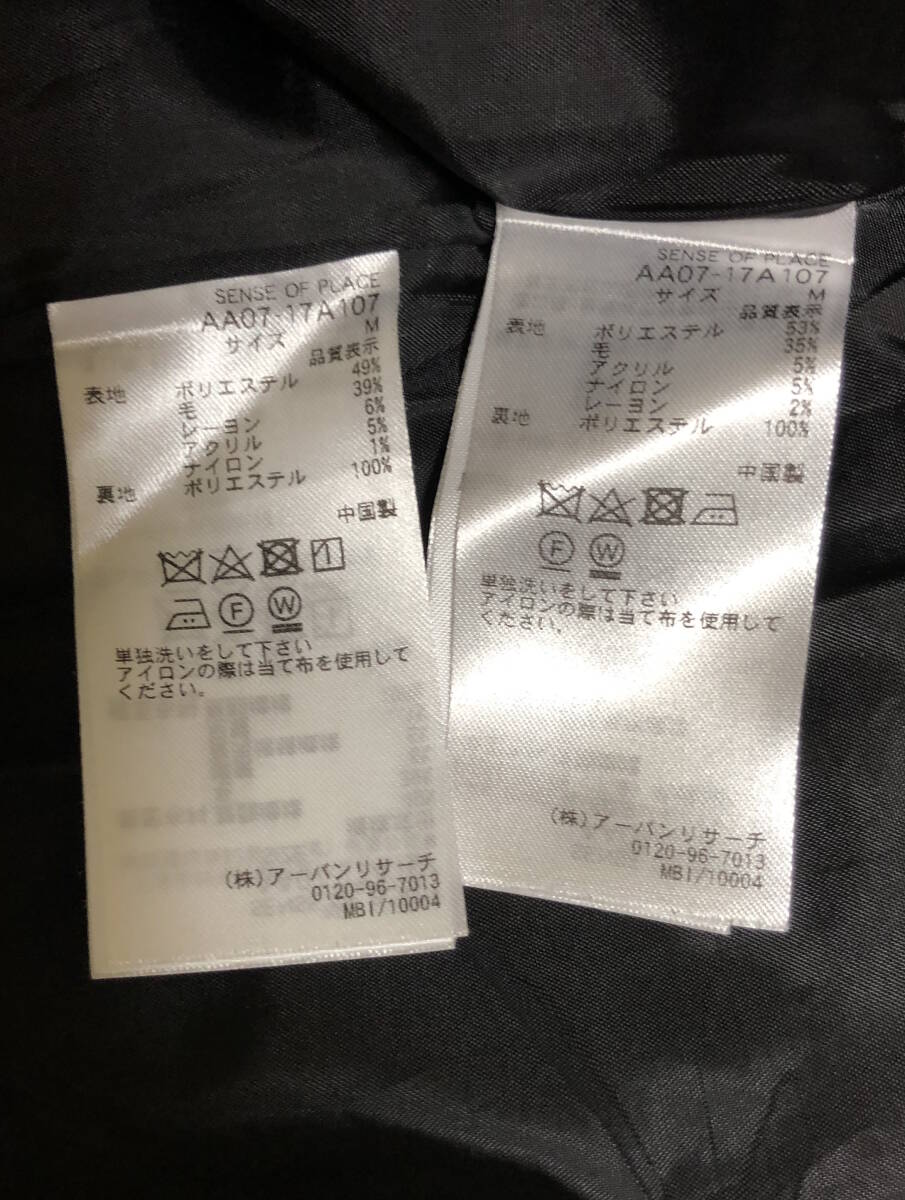 SENSE OF PLACE
AA07-17A107
サイズ M
品質表示
表地 ポリエステル 49%
毛 39%
レーヨン 6%
アクリル 5%
ナイロン 1%
裏地 ポリエステル 100%
中国製
F W
単独洗いをして下さい
アイロンの際は当て布を使用して
ください。
(株)アーバンリサーチ
0120-96-7013
MBI/10004
SENSE OF PLACE
AA07-17A107
サイズ M
品質表示
表地 ポリエステル 53%
毛 35%
アクリル 5%
ナイロン 5%
レーヨン 2%
裏地 ポリエステル 100%
中国製
F W
単独洗いをして下さい
アイロンの際は当て布を使用して
ください。
(株)アーバンリサーチ
0120-96-7013
MBI/10004